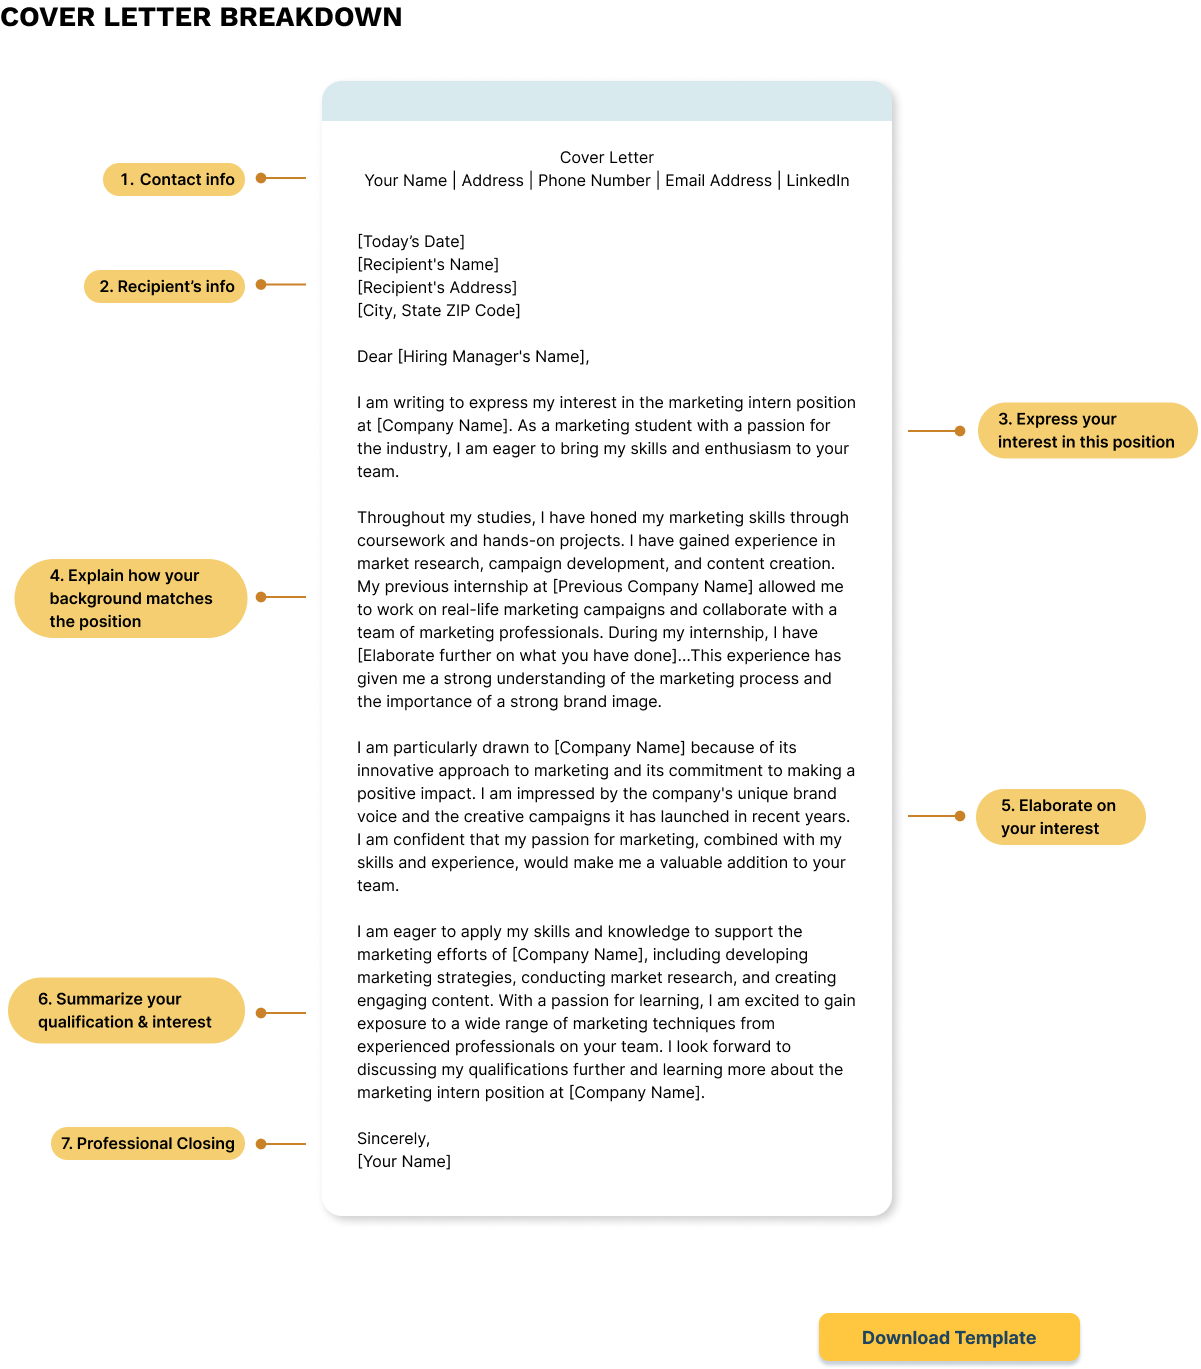 COVER LETTER BREAKDOWN
Cover Letter
1. Contact info
Your Name | Address | Phone Number | Email Address | LinkedIn
[Today’s Date]
[Recipient's Name]
2. Recipient’s info
[Recipient's Address]
[City, State ZIP Code]
Dear [Hiring Manager's Name],
I am writing to express my interest in the marketing intern position
at [Company Name]. As a marketing student with a passion for
the industry, I am eager to bring my skills and enthusiasm to your
team.
3. Express your
interest in this position
Throughout my studies, I have honed my marketing skills through
coursework and hands-on projects. I have gained experience in
market research, campaign development, and content creation.
My previous internship at [Previous Company Name] allowed me
to work on real-life marketing campaigns and collaborate with a
team of marketing professionals. During my internship, I have
[Elaborate further on what you have done]...This experience has
given me a strong understanding of the marketing process and
the importance of a strong brand image.
4. Explain how your
background matches
the position
I am particularly drawn to [Company Name] because of its
innovative approach to marketing and its commitment to making a
positive impact. I am impressed by the company's unique brand
voice and the creative campaigns it has launched in recent years.
I am confident that my passion for marketing, combined with my
skills and experience, would make me a valuable addition to your
team.
5. Elaborate on
your interest
I am eager to apply my skills and knowledge to support the
marketing efforts of [Company Name], including developing
marketing strategies, conducting market research, and creating
engaging content. With a passion for learning, I am excited to gain
exposure to a wide range of marketing techniques from
experienced professionals on your team. I look forward to
discussing my qualifications further and learning more about the
marketing intern position at [Company Name].
6. Summarize your
qualification & interest
Sincerely,
[Your Name]
7. Professional Closing
Download Template